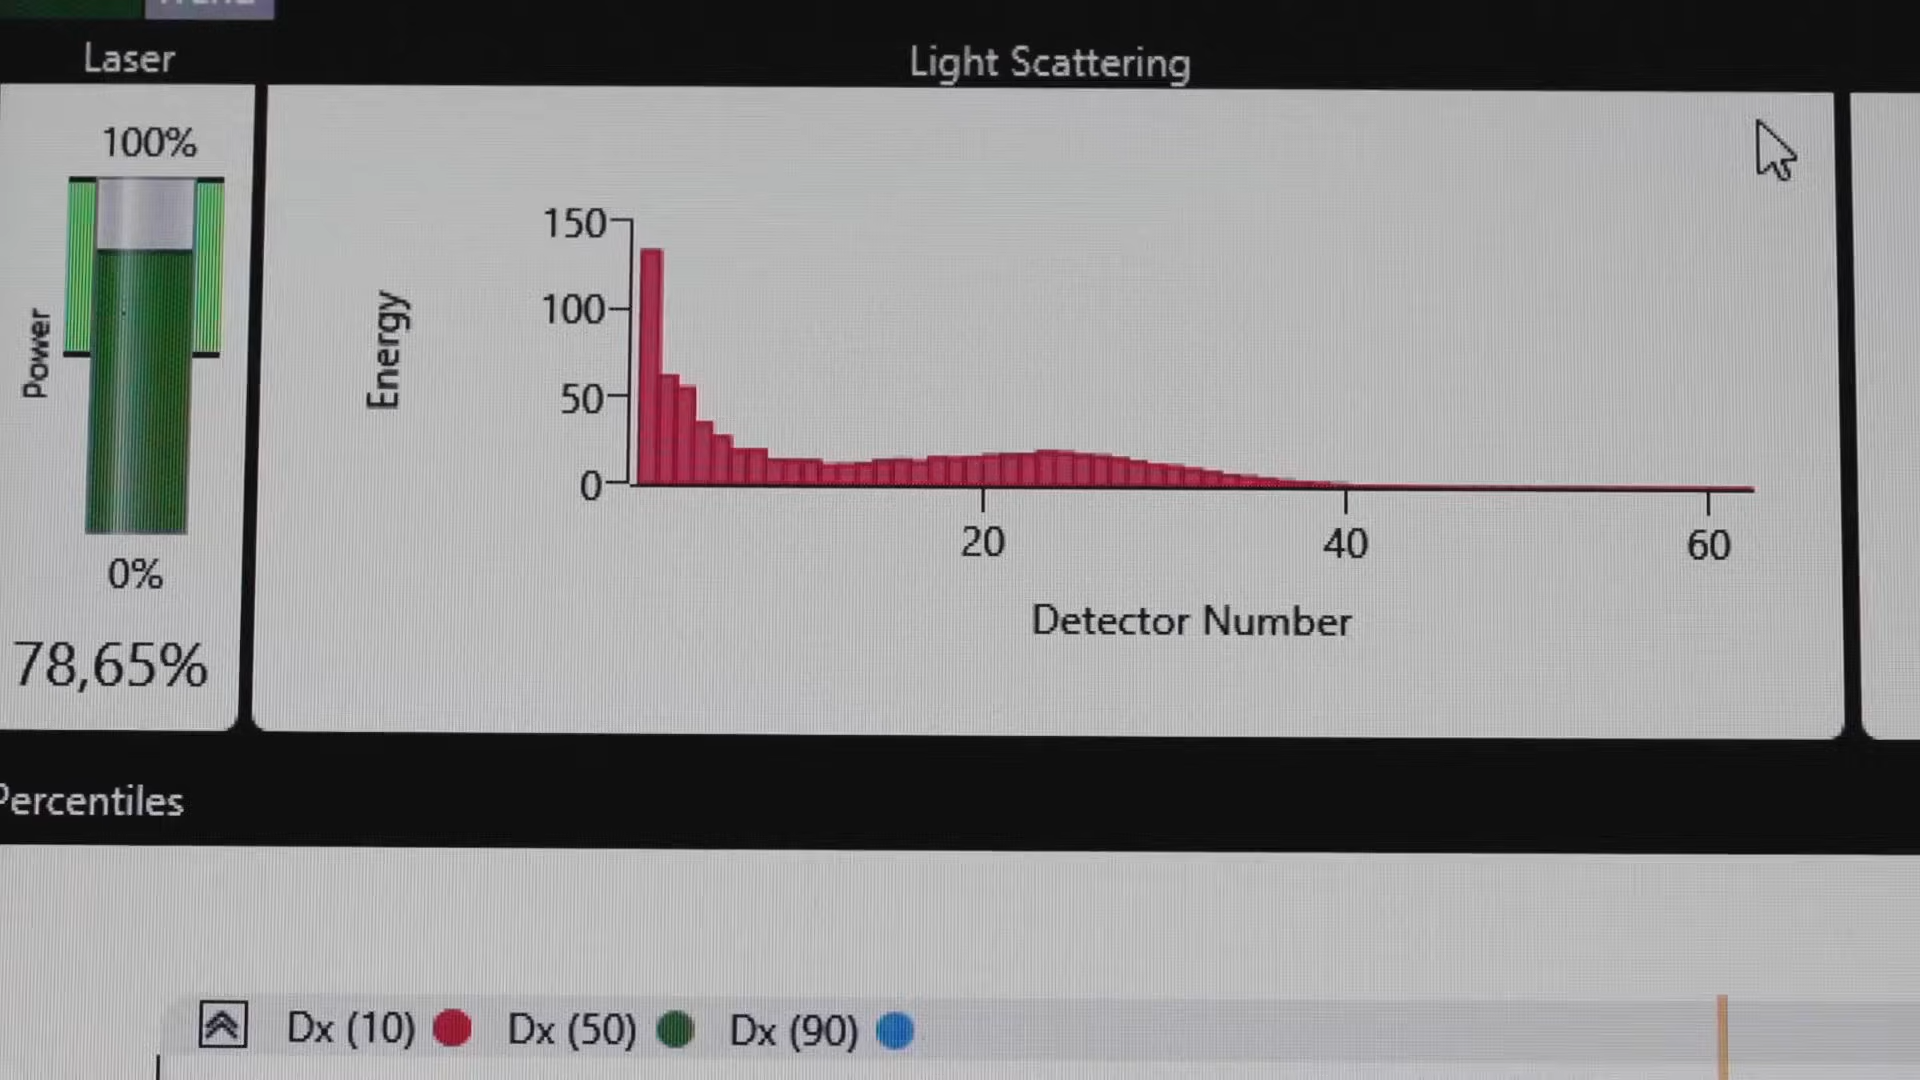 Trend
Laser
Light Scattering
100%
Power
0%
78,65%
Energy
150
100
50
0
20
40
60
Detector Number
Percentiles
Dx (10)
Dx (50)
Dx (90)